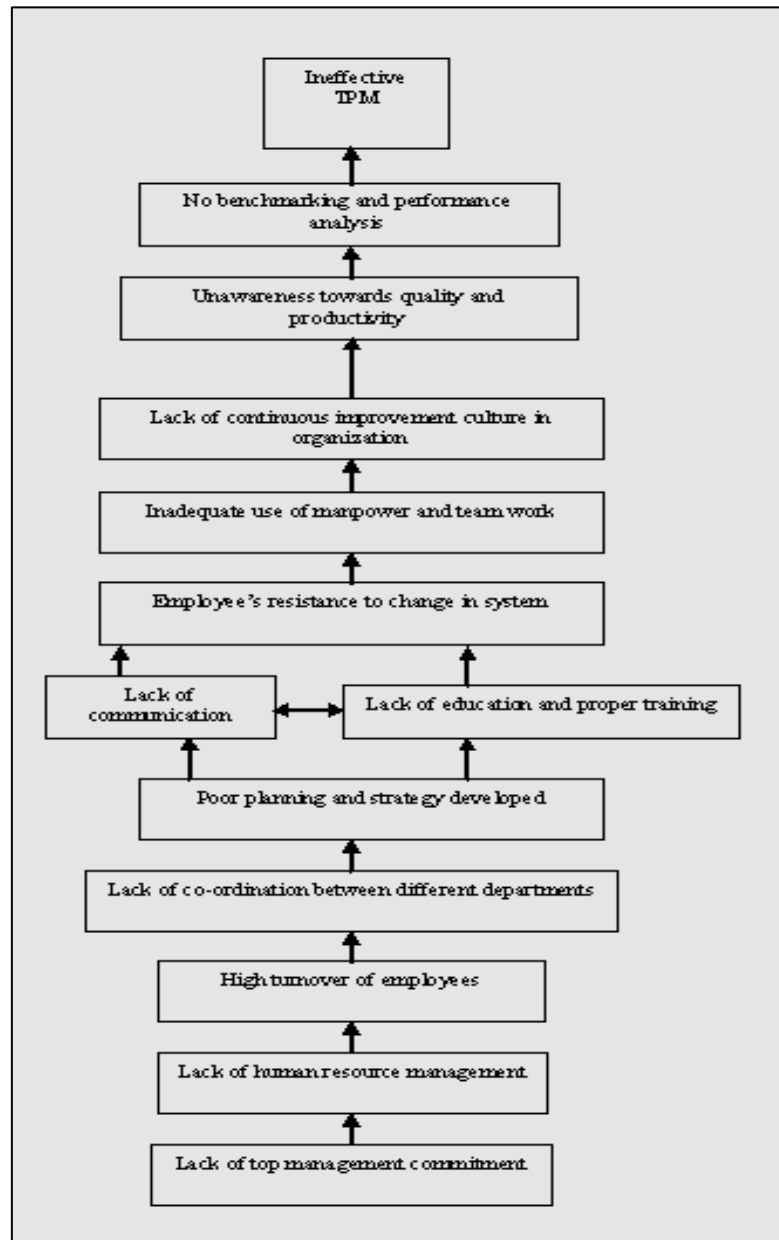 Ineffective
TPM
No benchmarking and performance
analysis
Unawareness towards quality and
productivity
Lack of continuous improvement culture in
organization
Inadequate use of manpower and team work
Employee's resistance to change in system
Lack of
communication
Lack of education and proper training
Poor planning and strategy developed
Lack of co-ordination between different departments
High turnover of employees
Lack of human resource management
Lack of top management commitment